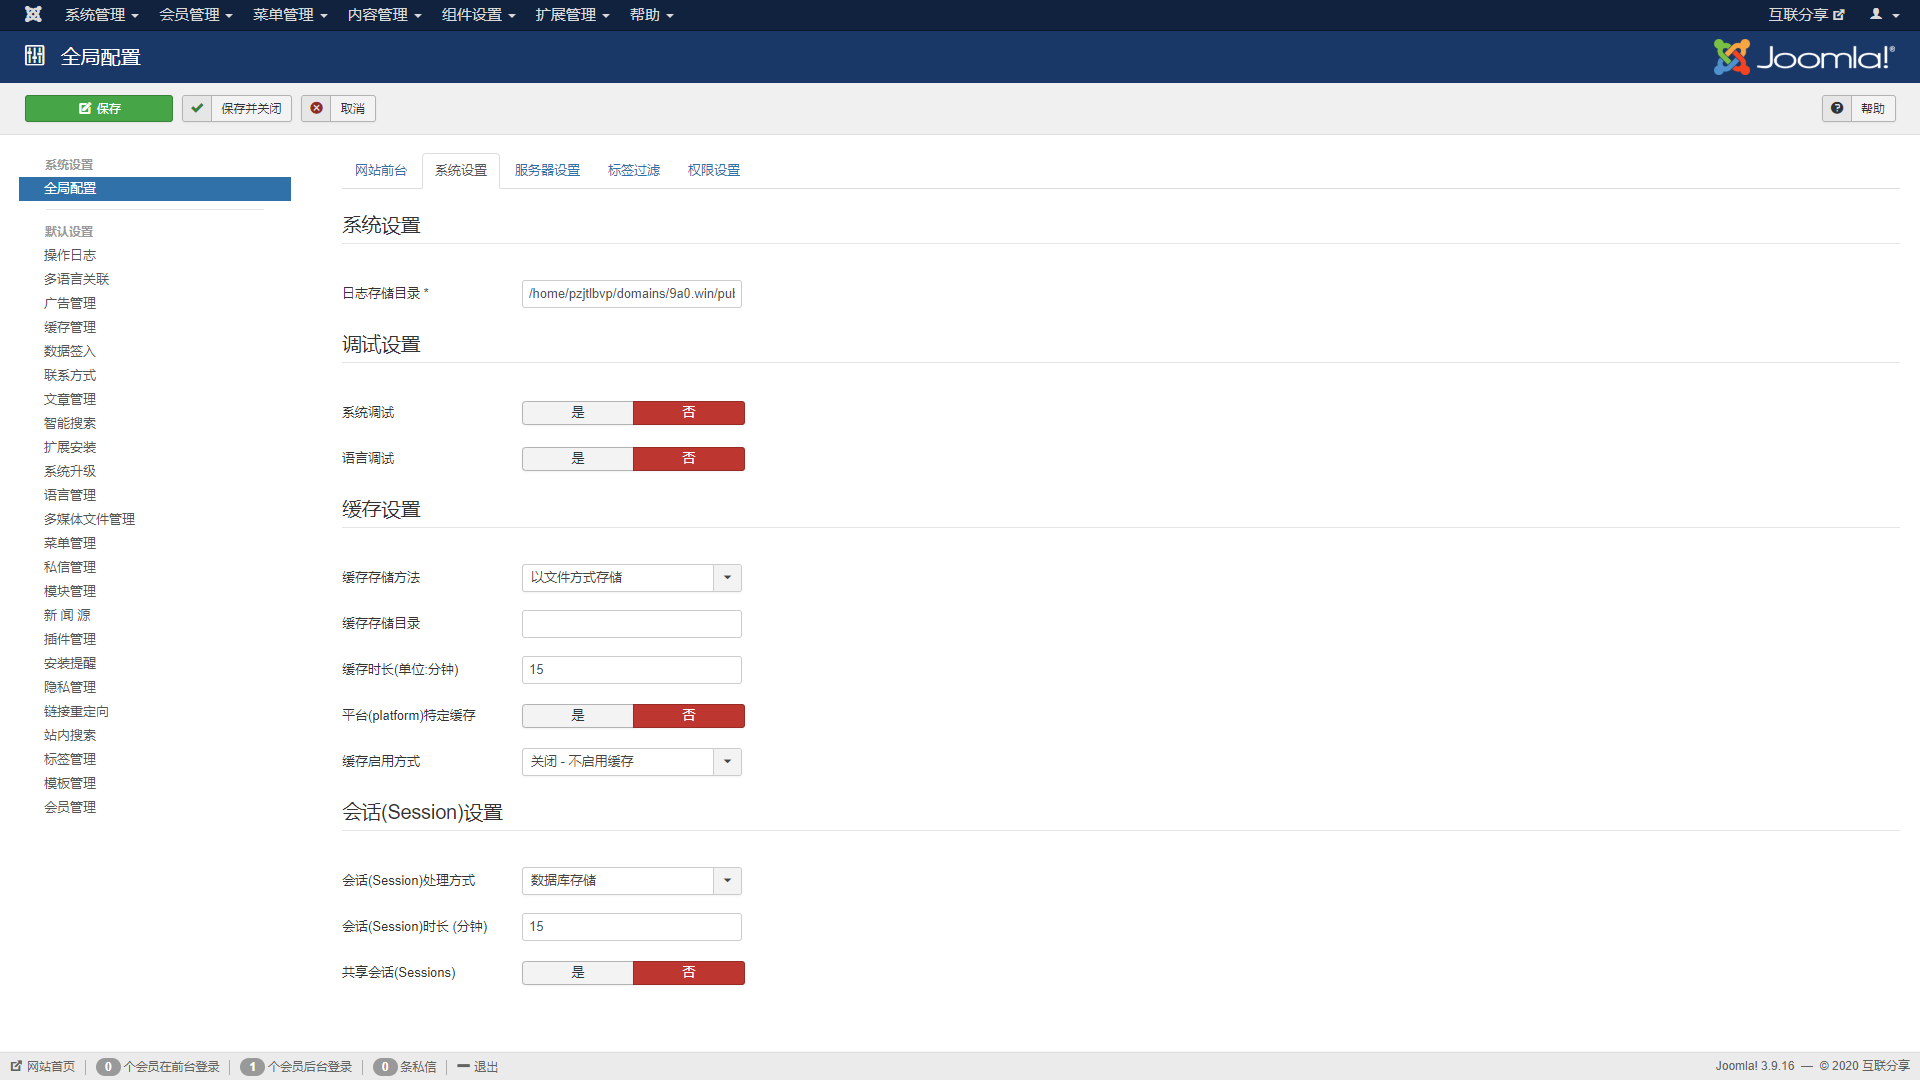 系统管理 会员管理 菜单管理 内容管理 组件设置 扩展管理 帮助 互联分享
全局配置 Joomla!®
保存 保存并关闭 取消 帮助
系统设置
全局配置
默认设置
操作日志
多语言关联
广告管理
缓存管理
数据签入
联系方式
文章管理
智能搜索
扩展安装
系统升级
语言管理
多媒体文件管理
菜单管理
私信管理
模块管理
新 闻 源
插件管理
安装提醒
隐私管理
链接重定向
站内搜索
标签管理
模板管理
会员管理
网站前台 系统设置 服务器设置 标签过滤 权限设置
系统设置
日志存储目录 * /home/pzjtlbvp/domains/9a0.win/pub
调试设置
系统调试 是 否
语言调试 是 否
缓存设置
缓存存储方法 以文件方式存储
缓存存储目录
缓存时长(单位:分钟) 15
平台(platform)特定缓存 是 否
缓存启用方式 关闭 - 不启用缓存
会话(Session)设置
会话(Session)处理方式 数据库存储
会话(Session)时长 (分钟) 15
共享会话(Sessions) 是 否
网站首页 0 个会员在前台登录 1 个会员后台登录 0 条私信 退出 Joomla! 3.9.16 — © 2020 互联分享